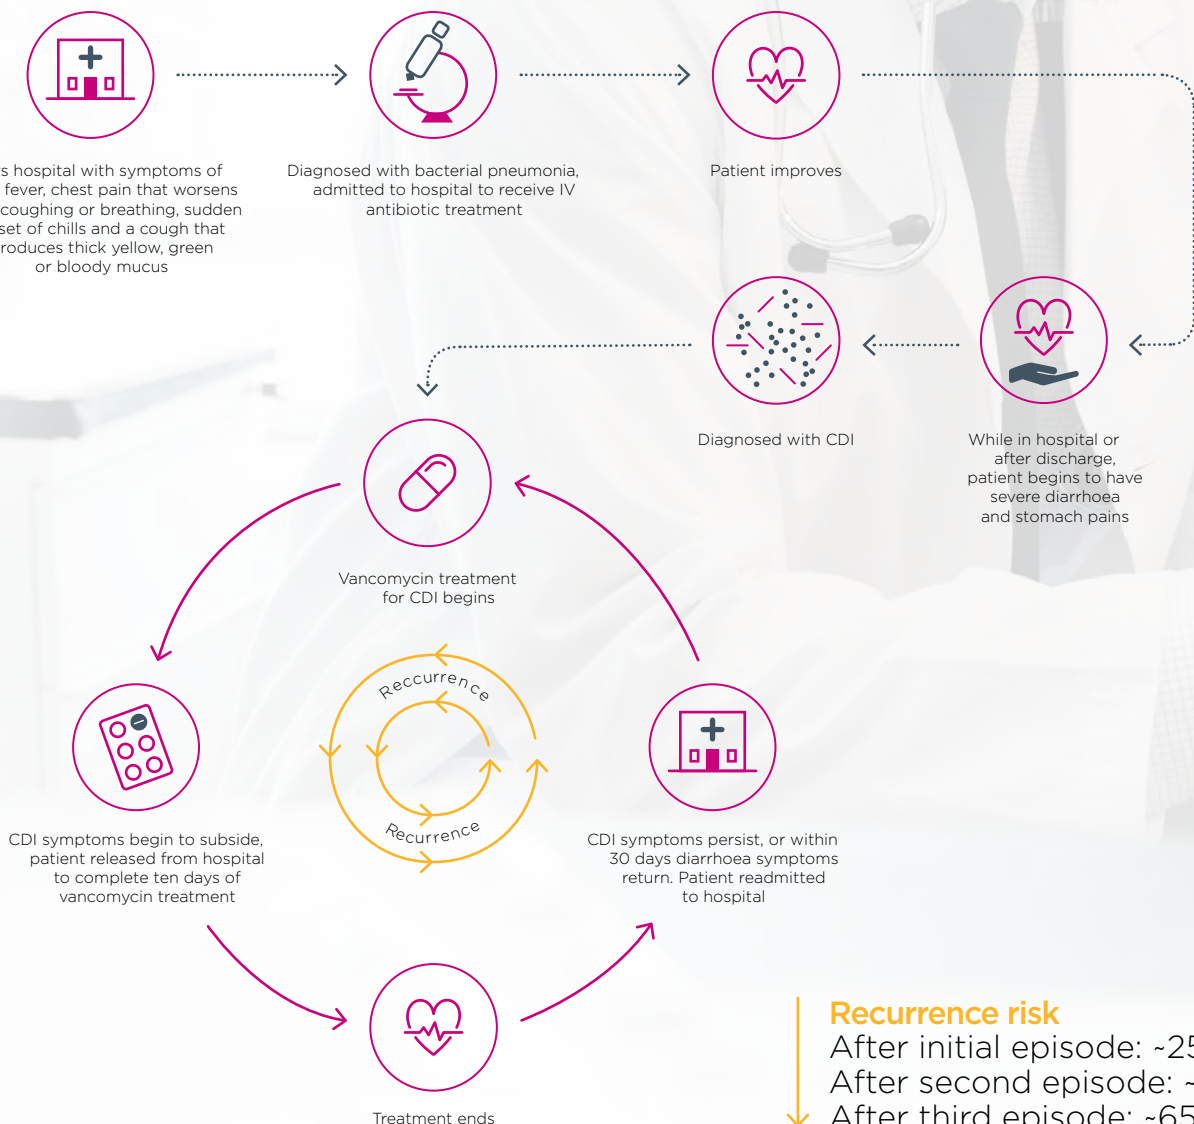 hospital with symptoms of
fever, chest pain that worsens
coughing or breathing, sudden
set of chills and a cough that
roduces thick yellow, green
or bloody mucus
Diagnosed with bacterial pneumonia,
admitted to hospital to receive IV
antibiotic treatment
Patient improves
While in hospital or
after discharge,
patient begins to have
severe diarrhoea
and stomach pains
Diagnosed with CDI
Vancomycin treatment
for CDI begins
CDI symptoms begin to subside,
patient released from hospital
to complete ten days of
vancomycin treatment
Treatment ends
CDI symptoms persist, or within
30 days diarrhoea symptoms
return. Patient readmitted
to hospital
Reccurrence
Recurrence
Recurrence risk
After initial episode: ~25
After second episode: ~
After third episode: ~65